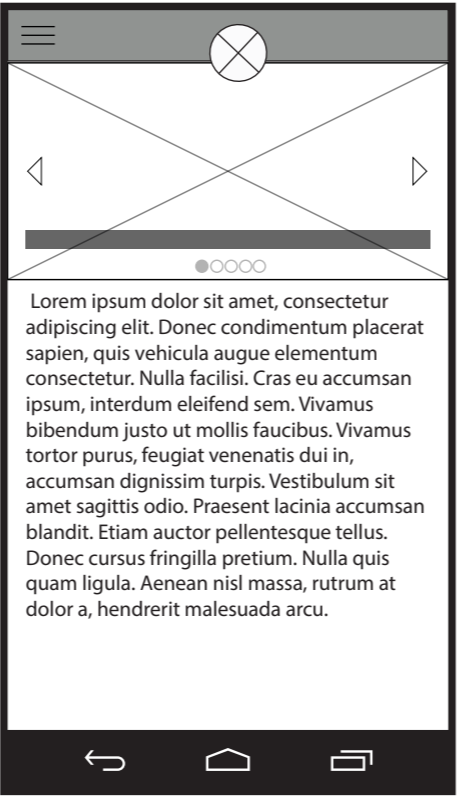 Lorem ipsum dolor sit amet, consectetur
adipiscing elit. Donec condimentum placerat
sapien, quis vehicula augue elementum
consectetur. Nulla facilisi. Cras eu accumsan
ipsum, interdum eleifend sem. Vivamus
bibendum justo ut mollis faucibus. Vivamus
tortor purus, feugiat venenatis dui in,
accumsan dignissim turpis. Vestibulum sit
amet sagittis odio. Praesent lacinia accumsan
blandit. Etiam auctor pellentesque tellus.
Donec cursus fringilla pretium. Nulla quis
quam ligula. Aenean nisl massa, rutrum at
dolor a, hendrerit malesuada arcu.